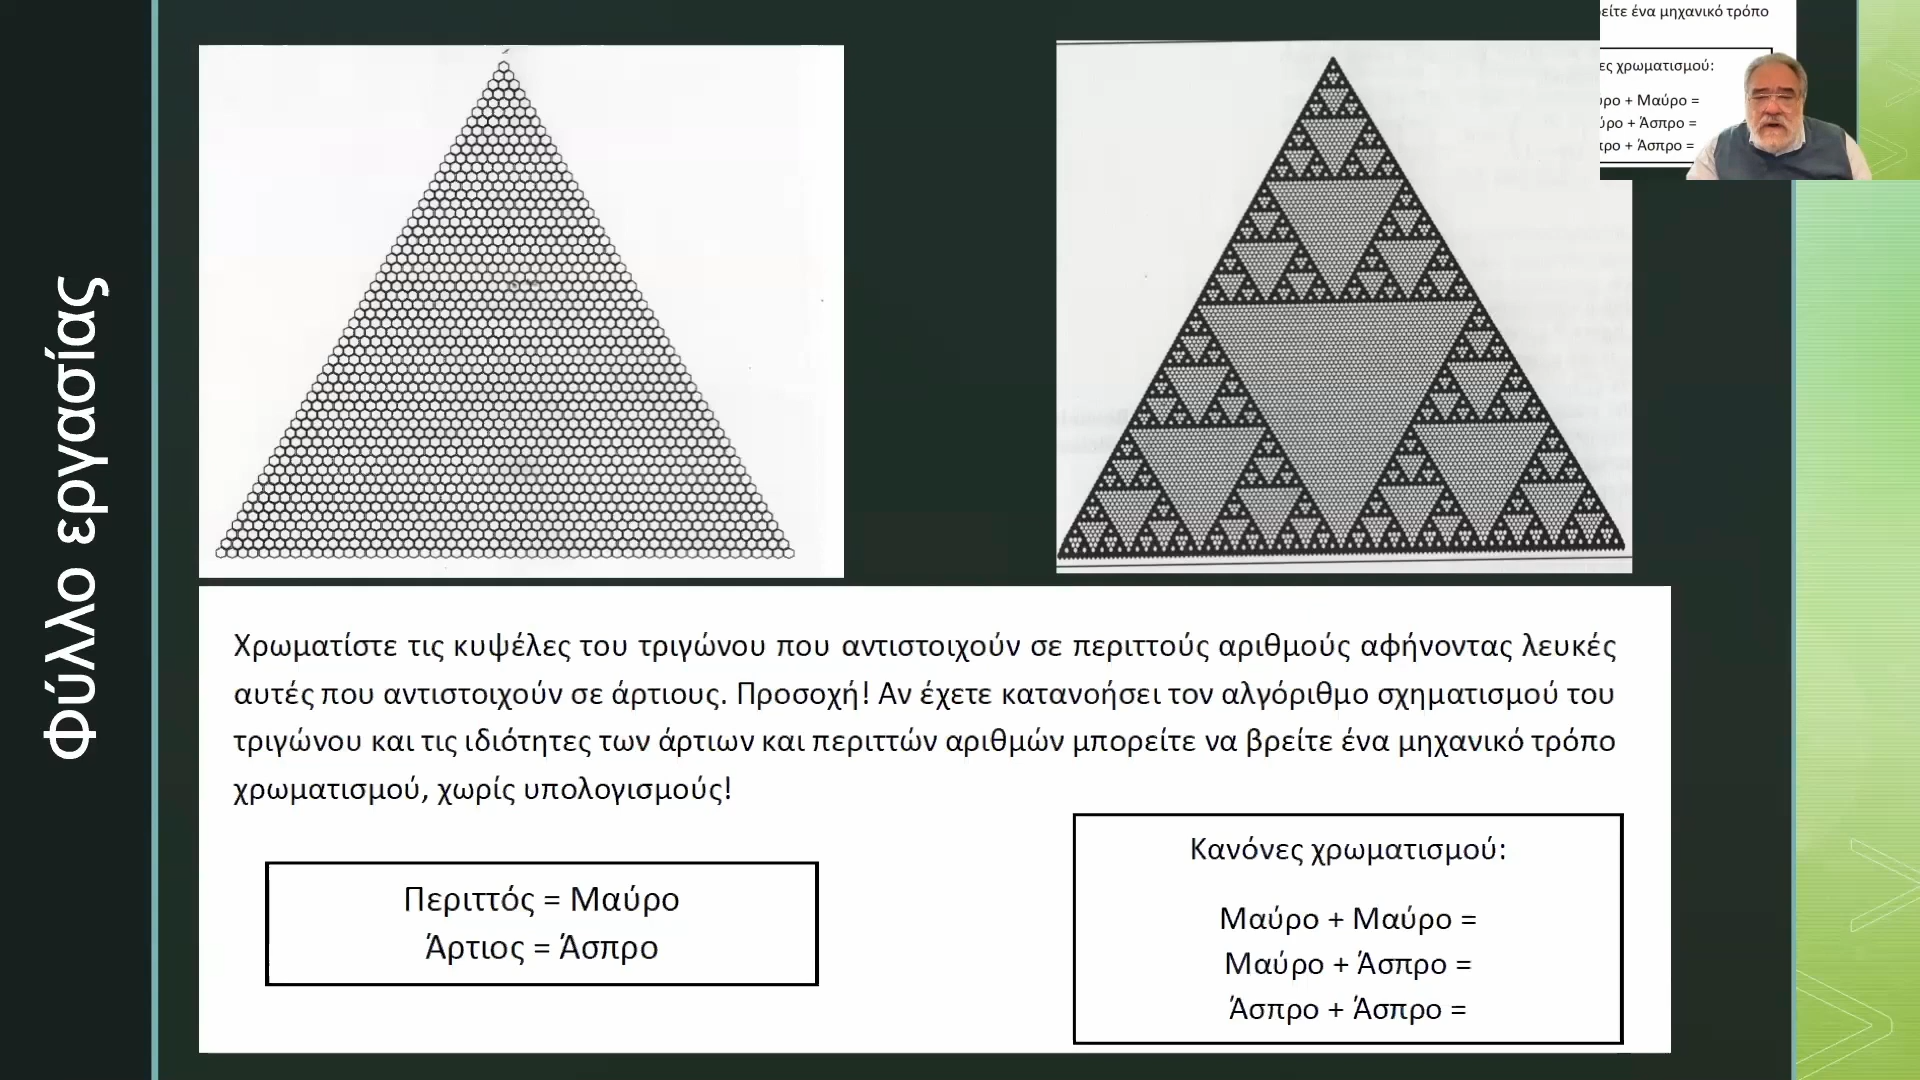 Φύλλο εργασίας
είτε ένα μηχανικό τρόπο
ες χρωματισμού:
ύρο + Μαύρο =
ύρο + Άσπρο =
προ + Άσπρο =
Χρωματίστε τις κυψέλες του τριγώνου που αντιστοιχούν σε περιττούς αριθμούς αφήνοντας λευκές
αυτές που αντιστοιχούν σε άρτιους. Προσοχή! Αν έχετε κατανοήσει τον αλγόριθμο σχηματισμού του
τριγώνου και τις ιδιότητες των άρτιων και περιττών αριθμών μπορείτε να βρείτε ένα μηχανικό τρόπο
χρωματισμού, χωρίς υπολογισμούς!
Περιττός = Μαύρο
Άρτιος = Άσπρο
Κανόνες χρωματισμού:
Μαύρο + Μαύρο =
Μαύρο + Άσπρο =
Άσπρο + Άσπρο =